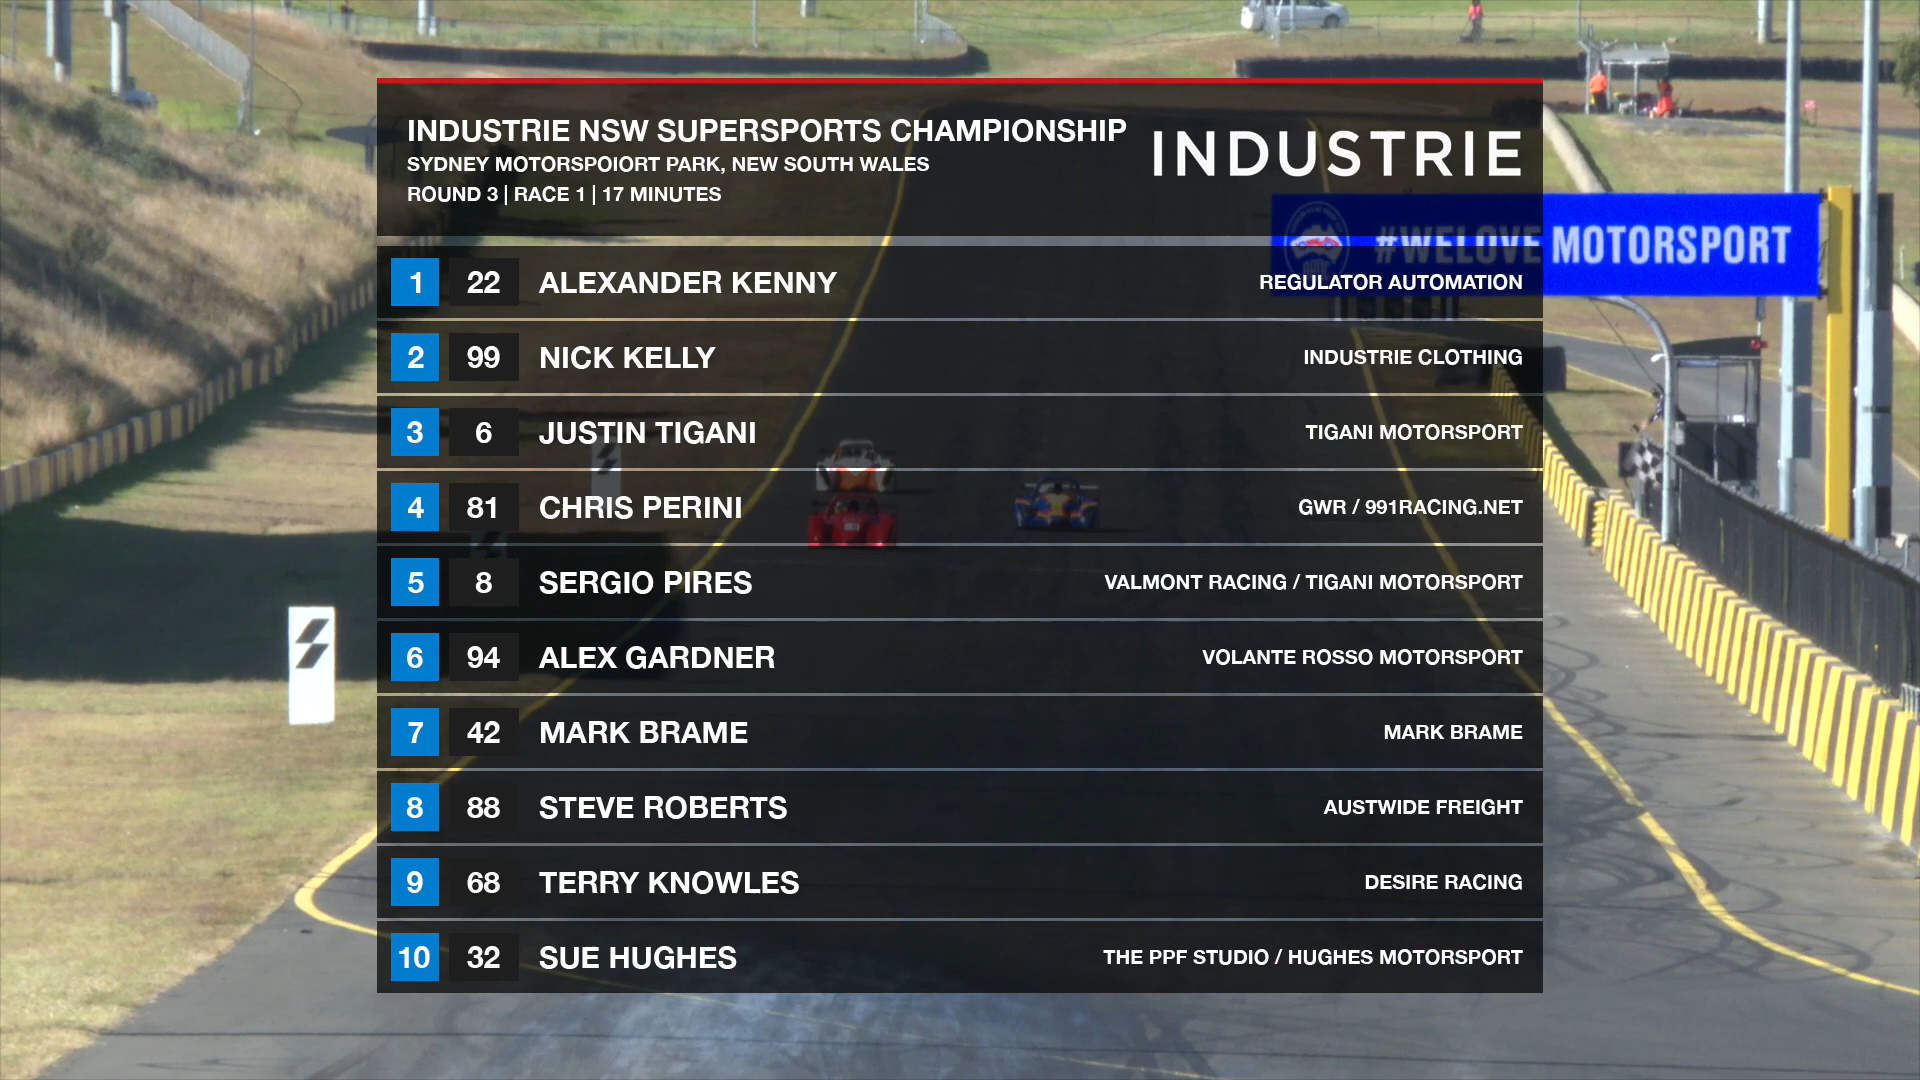 INDUSTRIE NSW SUPERSPORTS CHAMPIONSHIP
SYDNEY MOTORSPOIORT PARK, NEW SOUTH WALES
ROUND 3 | RACE 1 | 17 MINUTES
INDUSTRIE
#WELOVEMOTORSPORT
1 22 ALEXANDER KENNY REGULATOR AUTOMATION
2 99 NICK KELLY INDUSTRIE CLOTHING
3 6 JUSTIN TIGANI TIGANI MOTORSPORT
4 81 CHRIS PERINI GWR / 991RACING.NET
5 8 SERGIO PIRES VALMONT RACING / TIGANI MOTORSPORT
6 94 ALEX GARDNER VOLANTE ROSSO MOTORSPORT
7 42 MARK BRAME MARK BRAME
8 88 STEVE ROBERTS AUSTWIDE FREIGHT
9 68 TERRY KNOWLES DESIRE RACING
10 32 SUE HUGHES THE PPF STUDIO / HUGHES MOTORSPORT